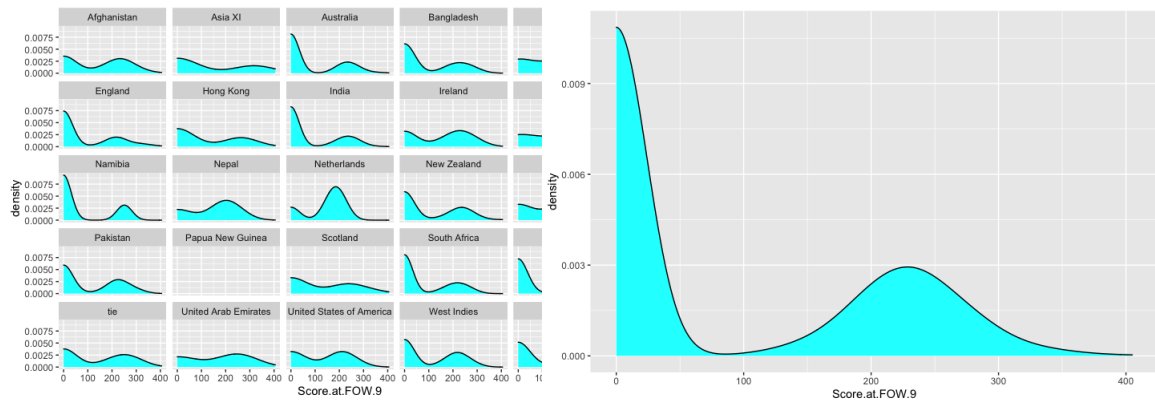 Afghanistan
Asia XI
Australia
Bangladesh
0.0075
0.0050
0.0025
0.0000
England
Hong Kong
India
Ireland
0.0075
0.0050
0.0025
0.0000
Namibia
Nepal
Netherlands
New Zealand
0.0075
0.0050
0.0025
0.0000
Pakistan
Papua New Guinea
Scotland
South Africa
0.0075
0.0050
0.0025
0.0000
tie
United Arab Emirates
United States of America
West Indies
0.0075
0.0050
0.0025
0.0000
0 100 200 300 400 0 100 200 300 400 0 100 200 300 400 0 100 200 300 400 0 10
Score.at.FOW.9
density
0.009
0.006
0.003
0.000
0 100 200 300 400
Score.at.FOW.9
density